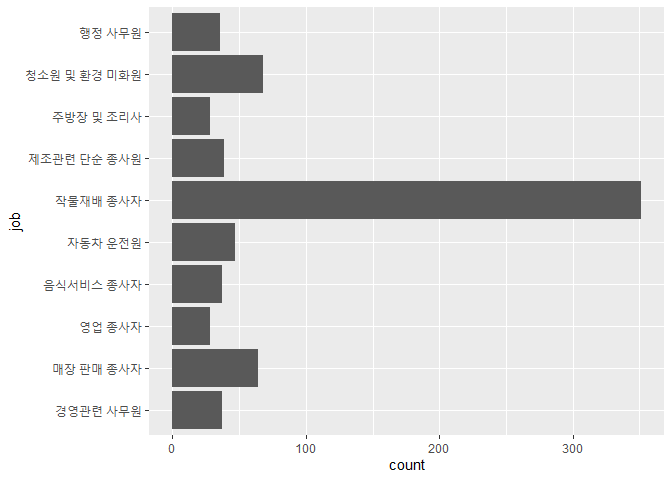 행정 사무원
청소원 및 환경 미화원
주방장 및 조리사
제조관련 단순 종사원
작물재배 종사자
자동차 운전원
음식서비스 종사자
영업 종사자
매장 판매 종사자
경영관련 사무원
job
0 100 200 300
count